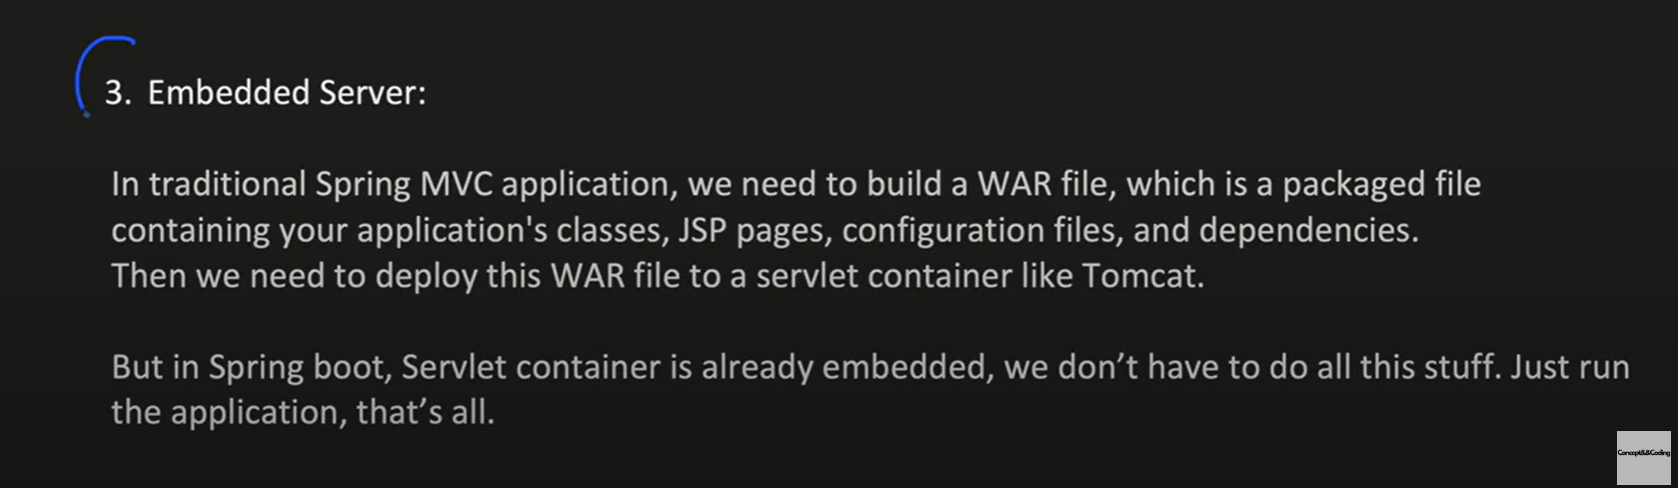 3. Embedded Server:
In traditional Spring MVC application, we need to build a WAR file, which is a packaged file
containing your application's classes, JSP pages, configuration files, and dependencies.
Then we need to deploy this WAR file to a servlet container like Tomcat.
But in Spring boot, Servlet container is already embedded, we don’t have to do all this stuff. Just run
the application, that’s all.
Concept&&Coding